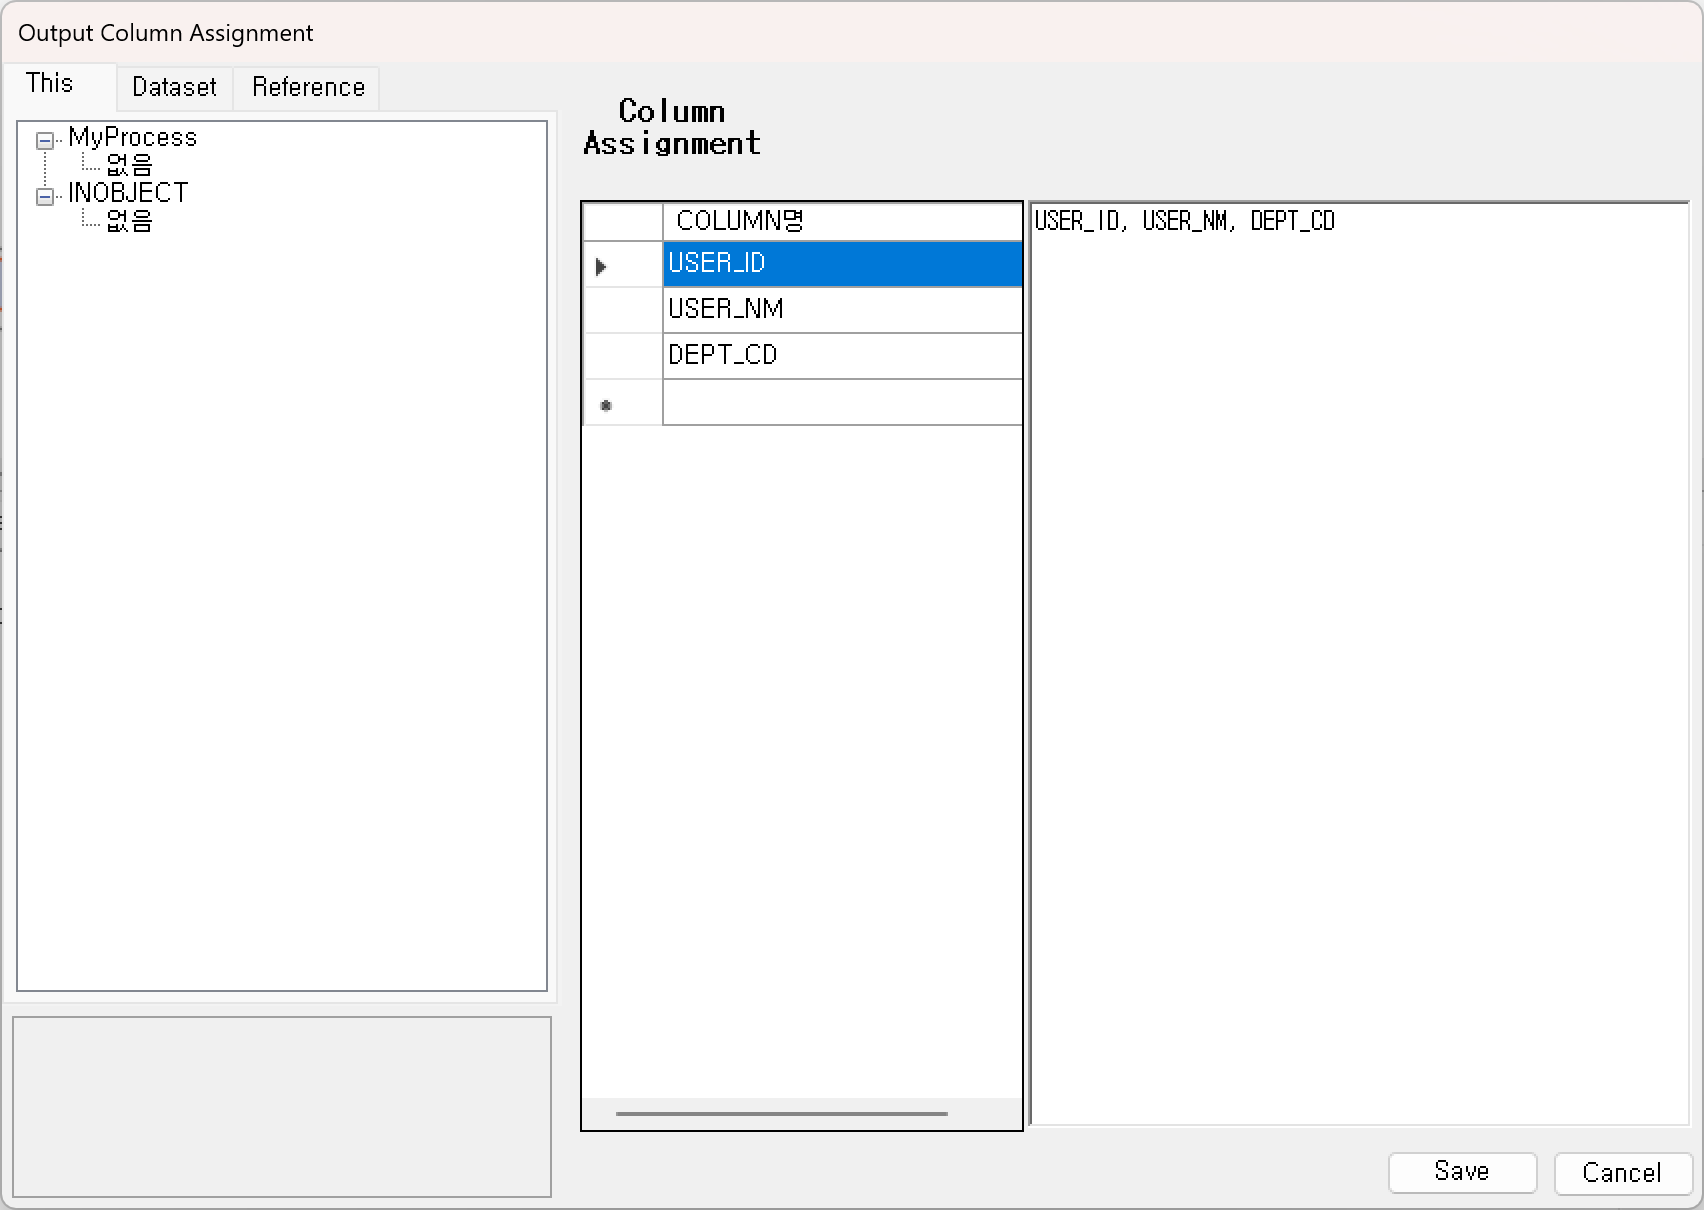 Output Column Assignment
This
Dataset
Reference
MyProcess
없음
INOBJECT
없음
Column
Assignment
COLUMN명
USER_ID
USER_NM
DEPT_CD
USER_ID, USER_NM, DEPT_CD
Save
Cancel